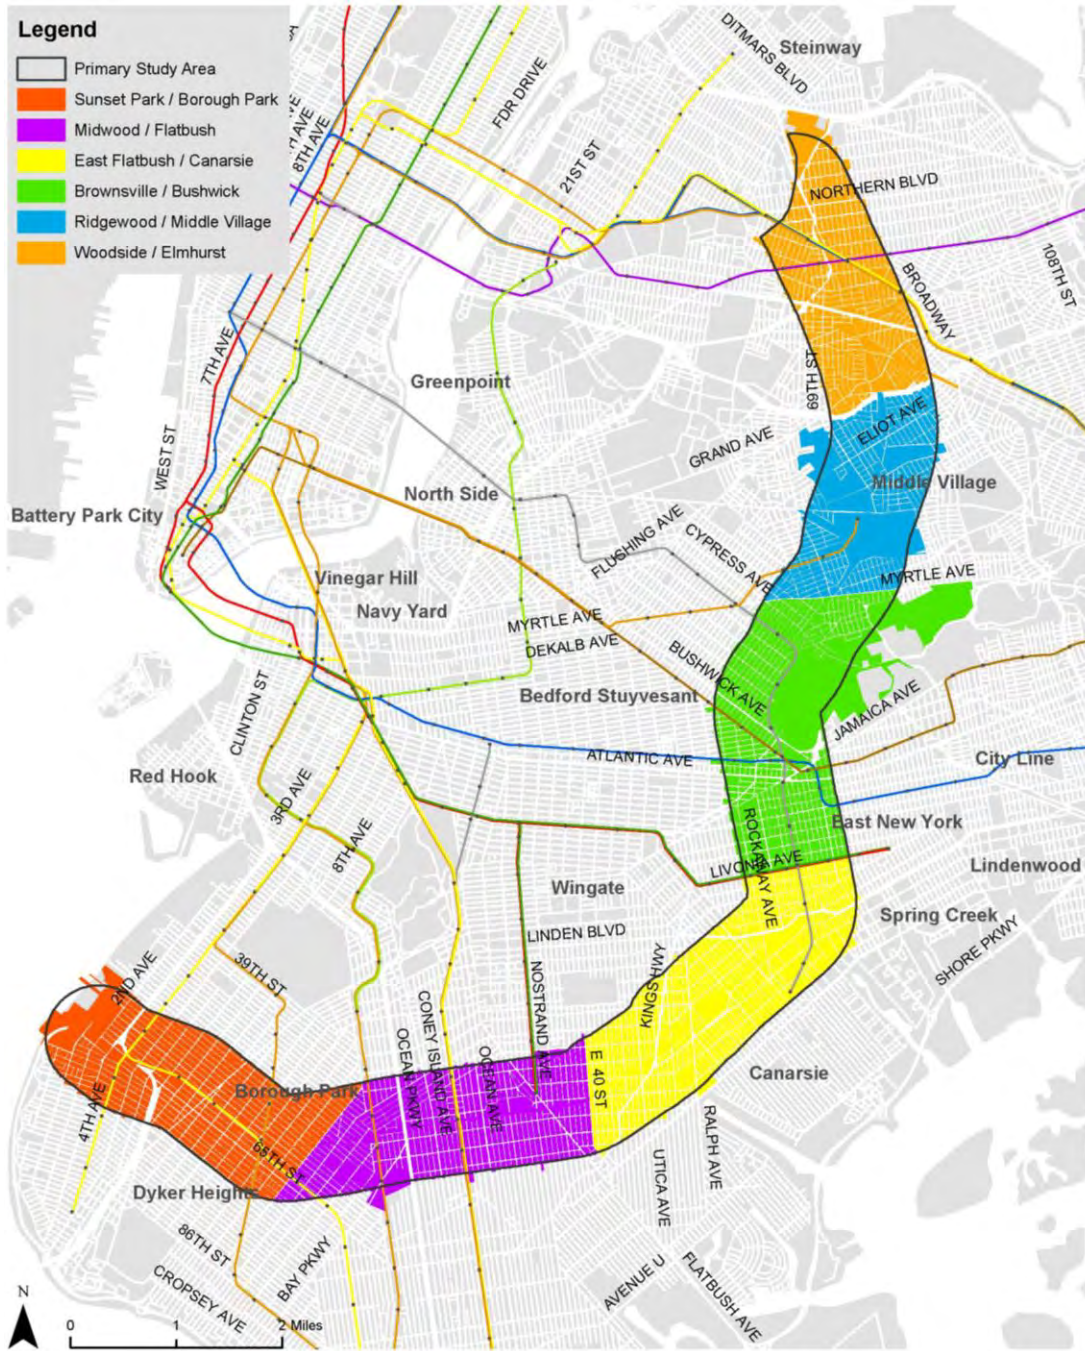 Legend
Primary Study Area
Sunset Park / Borough Park
Midwood / Flatbush
East Flatbush / Canarsie
Brownsville / Bushwick
Ridgewood / Middle Village
Woodside / Elmhurst
DITMARS BLVD
Steinway
FDR DRIVE
8TH AVE
21ST ST
NORTHERN BLVD
108TH ST
BROADWAY
7TH AVE
69TH ST
Greenpoint
ELIOT AVE
GRAND AVE
WEST ST
Middle Village
North Side
Battery Park City
FLUSHING AVE
CYPRESS AVE
Vinegar Hill
MYRTLE AVE
Navy Yard
MYRTLE AVE
DEKALB AVE
BUSHWICK AVE
Bedford Stuyvesant
CLINTON ST
JAMAICA AVE
ATLANTIC AVE
City Line
Red Hook
3RD AVE
East New York
8TH AVE
ROCKAWAY AVE
LIVONIA AVE
Lindenwood
Wingate
Spring Creek
LINDEN BLVD
SHORE PKWY
2ND AVE
39TH ST
NOSTRAND AVE
KINGS HWY
CONEY ISLAND AVE
OCEAN PKWY
OCEAN AVE
E 40 ST
Canarsie
Borough Park
4TH AVE
65TH ST
RALPH AVE
UTICA AVE
Dyker Heights
86TH ST
BAY PKWY
CROPSEY AVE
AVENUE U
FLATBUSH AVE
N
0 1 2 Miles